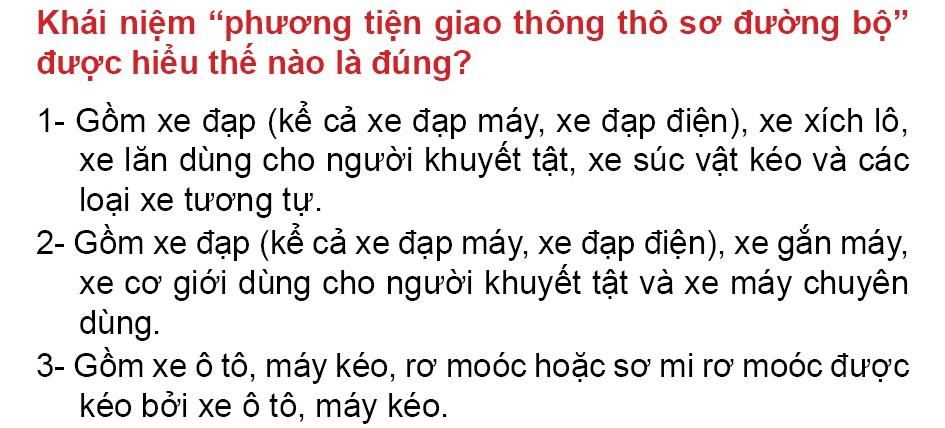 Khái niệm “phương tiện giao thông thô sơ đường bộ”
được hiểu thế nào là đúng?
1- Gồm xe đạp (kể cả xe đạp máy, xe đạp điện), xe xích lô,
xe lăn dùng cho người khuyết tật, xe súc vật kéo và các
loại xe tương tự.
2- Gồm xe đạp (kể cả xe đạp máy, xe đạp điện), xe gắn máy,
xe cơ giới dùng cho người khuyết tật và xe máy chuyên
dùng.
3- Gồm xe ô tô, máy kéo, rơ moóc hoặc sơ mi rơ moóc được
kéo bởi xe ô tô, máy kéo.